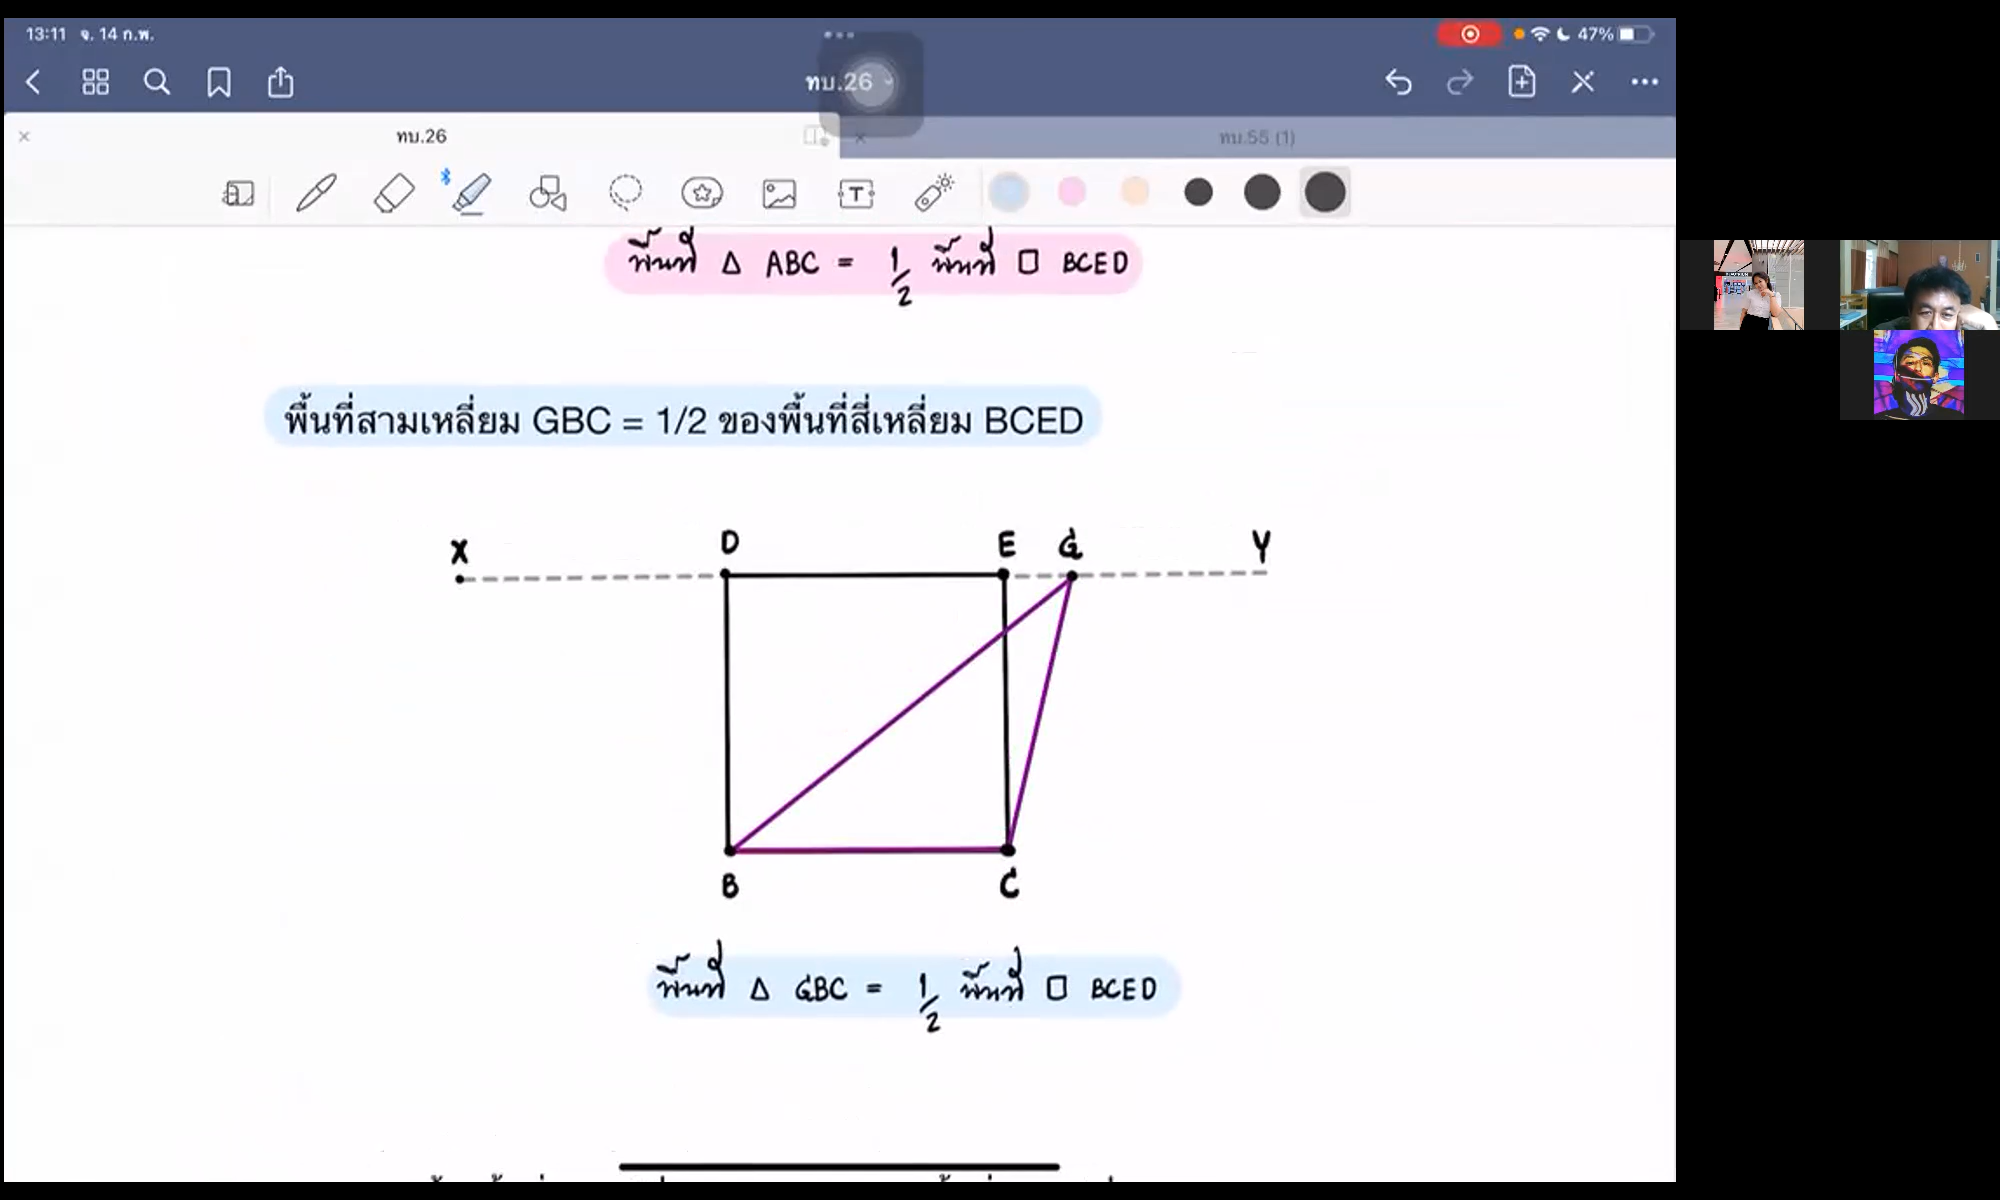 13:11 จ. 14 ก.พ.
47%
ทบ.26
ทบ.26
ทบ.55 (1)
T
พื้นที่ △ ABC = 1/2 พื้นที่ □ BCED
พื้นที่สามเหลี่ยม GBC = 1/2 ของพื้นที่สี่เหลี่ยม BCED
X D E G Y
B C
พื้นที่ △ GBC = 1/2 พื้นที่ □ BCED